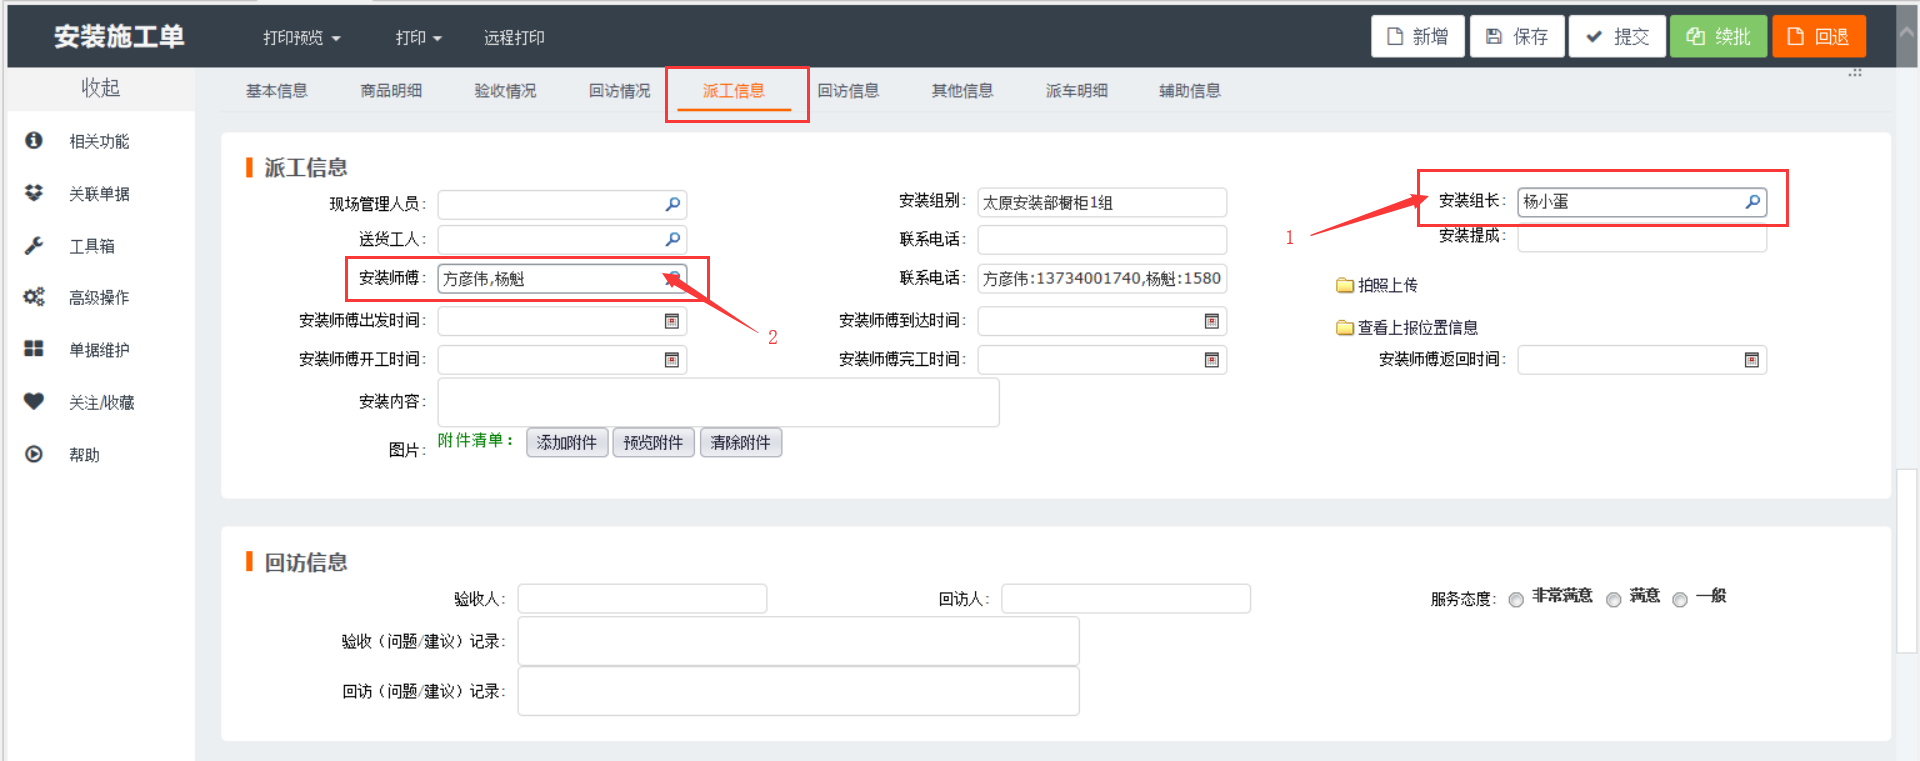 安装施工单 打印预览 打印 远程打印 新增 保存 提交 续批 回退
收起 基本信息 商品明细 验收情况 回访情况 派工信息 回访信息 其他信息 派车明细 辅助信息
相关功能
关联单据
工具箱
高级操作
单据维护
关注/收藏
帮助
派工信息
现场管理人员: 安装组别: 太原安装部橱柜1组 安装组长: 杨小蛋
1
送货工人: 联系电话: 安装提成:
安装师傅: 方彦伟,杨魁 联系电话: 方彦伟:13734001740,杨魁:1580 拍照上传
2
安装师傅出发时间: 安装师傅到达时间: 查看上报位置信息
安装师傅开工时间: 安装师傅完工时间: 安装师傅返回时间:
安装内容:
图片: 附件清单： 添加附件 预览附件 清除附件
回访信息
验收人: 回访人: 服务态度: 非常满意 满意 一般
验收（问题/建议）记录:
回访（问题/建议）记录: